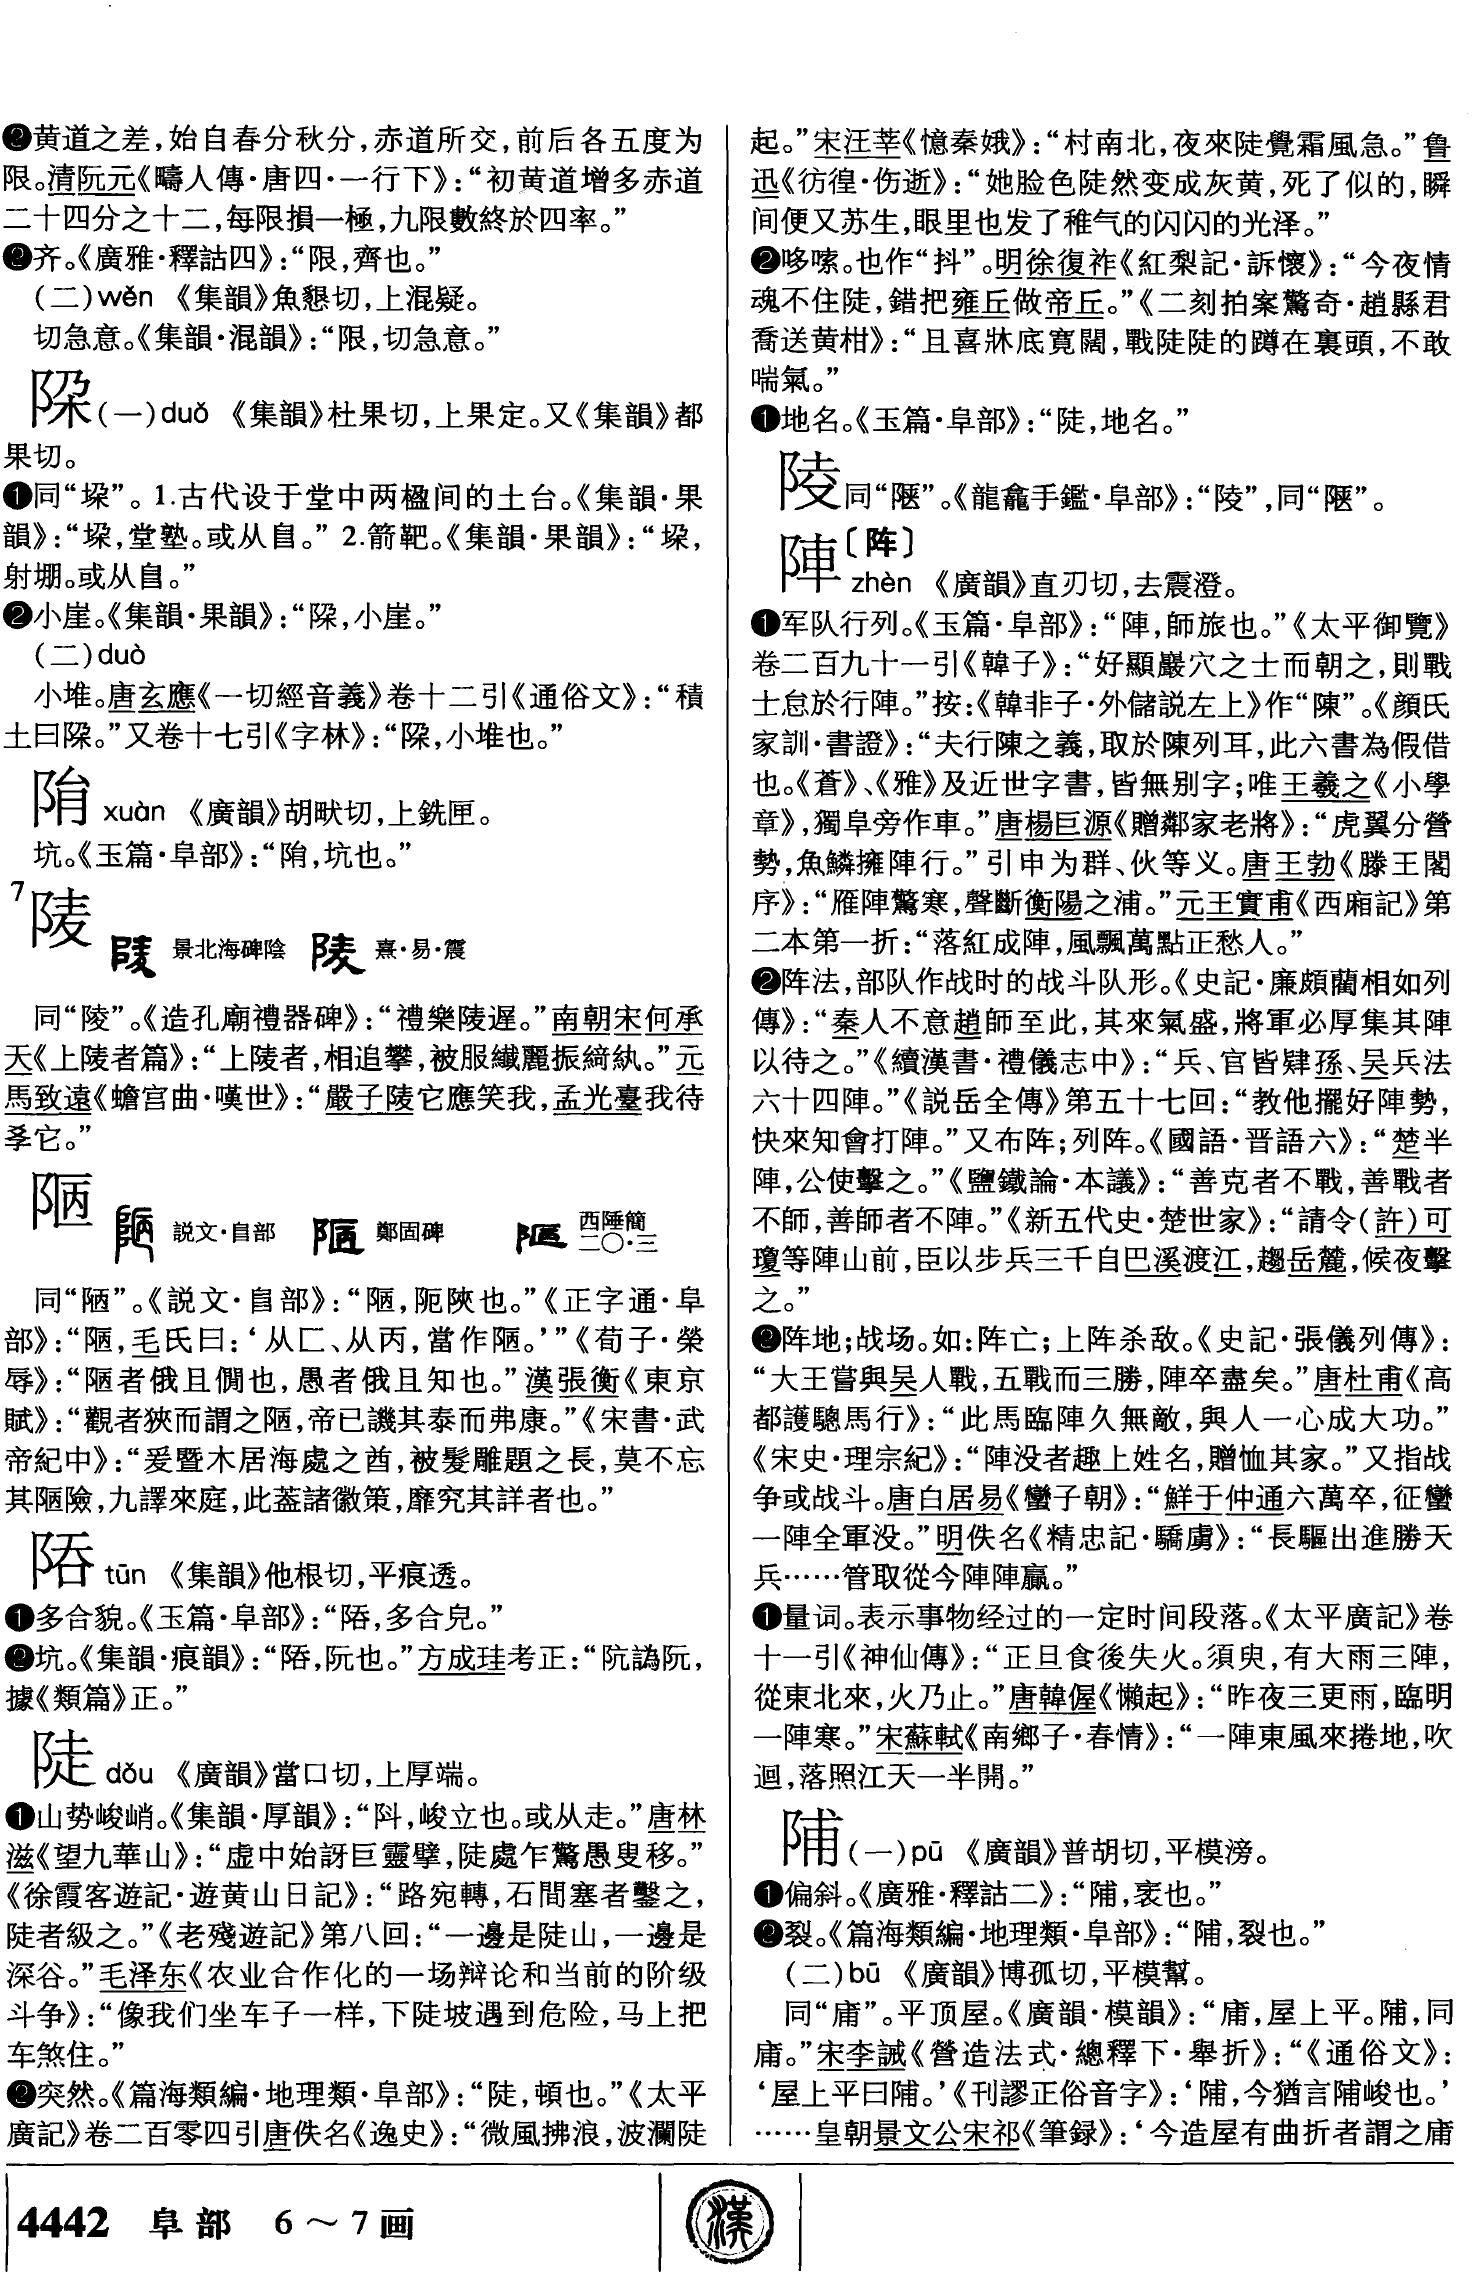 ❷黄道之差，始自春分秋分，赤道所交，前后各五度为
限。清阮元《疇人傳·唐四·一行下》：“初黄道增多赤道
二十四分之十二，每限損一極，九限數終於四率。”
❷齐。《廣雅·釋詁四》：“限，齊也。”
(二)wěn 《集韻》魚懇切，上混疑。
切急意。《集韻·混韻》：“限，切急意。”
陊(一)duǒ 《集韻》杜果切，上果定。又《集韻》都
果切。
❶同“垛”。1.古代设于堂中两楹间的土台。《集韻·果
韻》：“垛，堂塾。或从𨸏。” 2.箭靶。《集韻·果韻》：“垛，
射堋。或从𨸏。”
❷小崖。《集韻·果韻》：“𨹃，小崖。”
(二)duò
小堆。唐玄應《一切經音義》卷十二引《通俗文》：“積
土曰𨹃。”又卷十七引《字林》：“𨹃，小堆也。”
xuàn 《廣韻》胡畎切，上銑匣。
坑。《玉篇·阜部》：“，坑也。”
7
景北海碑陰 熹·易·震
同“陵”。《造孔廟禮器碑》：“禮樂陵遲。”南朝宋何承
天《上陵者篇》：“上陵者，相追攀，被服纖麗振綺紈。”元
馬致遠《蟾宫曲·嘆世》：“嚴子陵它應笑我，孟光臺我待
學它。”
陃 説文·𨸏部 鄭固碑 西陲簡二〇·三
同“陋”。《説文·𨸏部》：“陋，阨陜也。”《正字通·阜
部》：“陋，毛氏曰：‘从匚、从丙，當作陋。’”《荀子·榮
辱》：“陋者俄且僩也，愚者俄且知也。”漢張衡《東京
賦》：“觀者狹而謂之陋，帝已譏其泰而弗康。”《宋書·武
帝紀中》：“爰暨木居海處之酋，被髮雕題之長，莫不忘
其陋險，九譯來庭，此蓋諸徽策，靡究其詳者也。”
tūn 《集韻》他根切，平痕透。
❶多合貌。《玉篇·阜部》：“，多合皃。”
❷坑。《集韻·痕韻》：“，阮也。”方成珪考正：“阬譌阮，
據《類篇》正。”
陡 dǒu 《廣韻》當口切，上厚端。
❶山势峻峭。《集韻·厚韻》：“阧，峻立也。或从走。”唐林
滋《望九華山》：“虚中始訝巨靈擘，陡處乍驚愚叟移。”
《徐霞客遊記·遊黄山日記》：“路宛轉，石間塞者鑿之，
陡者級之。”《老殘遊記》第八回：“一邊是陡山，一邊是
深谷。”毛泽东《农业合作化的一场辩论和当前的阶级
斗争》：“像我们坐车子一样，下陡坡遇到危险，马上把
车煞住。”
❷突然。《篇海類編·地理類·阜部》：“陡，頓也。”《太平
廣記》卷二百零四引唐佚名《逸史》：“微風拂浪，波瀾陡
起。”宋汪莘《憶秦娥》：“村南北，夜來陡覺霜風急。”鲁
迅《彷徨·伤逝》：“她脸色陡然变成灰黄，死了似的，瞬
间便又苏生，眼里也发了稚气的闪闪的光泽。”
❷哆嗦。也作“抖”。明徐復祚《紅梨記·訴懷》：“今夜情
魂不住陡，錯把雍丘做帝丘。”《二刻拍案驚奇·趙縣君
喬送黄柑》：“且喜牀底寬闊，戰陡陡的蹲在裏頭，不敢
喘氣。”
❶地名。《玉篇·阜部》：“陡，地名。”
同“陋”。《龍龕手鑑·阜部》：“”，同“”。
陣〔阵〕
zhèn 《廣韻》直刃切，去震澄。
❶军队行列。《玉篇·阜部》：“陣，師旅也。”《太平御覽》
卷二百九十一引《韓子》：“好顯巖穴之士而朝之，則戰
士怠於行陣。”按：《韓非子·外儲説左上》作“陳”。《顔氏
家訓·書證》：“夫行陳之義，取於陳列耳，此六書為假借
也。《蒼》、《雅》及近世字書，皆無别字；唯王羲之《小學
章》，獨阜旁作車。”唐楊巨源《贈鄰家老將》：“虎翼分營
勢，魚鱗擁陣行。”引申为群、伙等义。唐王勃《滕王閣
序》：“雁陣驚寒，聲斷衡陽之浦。”元王實甫《西廂記》第
二本第一折：“落紅成陣，風飄萬點正愁人。”
❷阵法，部队作战时的战斗队形。《史記·廉頗藺相如列
傳》：“秦人不意趙師至此，其來氣盛，將軍必厚集其陣
以待之。”《續漢書·禮儀志中》：“兵、官皆肄孫、吴兵法
六十四陣。”《説岳全傳》第五十七回：“教他擺好陣勢，
快來知會打陣。”又布阵；列阵。《國語·晋語六》：“楚半
陣，公使擊之。”《鹽鐵論·本議》：“善克者不戰，善戰者
不師，善師者不陣。”《新五代史·楚世家》：“請令(許)可
瓊等陣山前，臣以步兵三千自巴溪渡江，趨岳麓，候夜擊
之。”
❷阵地；战场。如：阵亡；上阵杀敌。《史記·張儀列傳》：
“大王嘗與吴人戰，五戰而三勝，陣卒盡矣。”唐杜甫《高
都護驄馬行》：“此馬臨陣久無敵，與人一心成大功。”
《宋史·理宗紀》：“陣没者趣上姓名，贈恤其家。”又指战
争或战斗。唐白居易《蠻子朝》：“鮮于仲通六萬卒，征蠻
一陣全軍没。”明佚名《精忠記·驕虜》：“長驅出進勝天
兵……管取從今陣陣贏。”
❶量词。表示事物经过的一定时间段落。《太平廣記》卷
十一引《神仙傳》：“正旦食後失火。須臾，有大雨三陣，
從東北來，火乃止。”唐韓偓《懶起》：“昨夜三更雨，臨明
一陣寒。”宋蘇軾《南鄉子·春情》：“一陣東風來捲地，吹
迴，落照江天一半開。”
陠(一)pū 《廣韻》普胡切，平模滂。
❶偏斜。《廣雅·釋詁二》：“陠，衺也。”
❷裂。《篇海類編·地理類·阜部》：“陠，裂也。”
(二)bū 《廣韻》博孤切，平模幫。
同“庯”。平顶屋。《廣韻·模韻》：“庯，屋上平。陠，同
庯。”宋李誡《營造法式·總釋下·舉折》：“《通俗文》：
‘屋上平曰陠。’《刊謬正俗音字》：‘陠，今猶言陠峻也。’
……皇朝景文公宋祁《筆録》：‘今造屋有曲折者謂之庯
4442 阜部 6～7画
漢